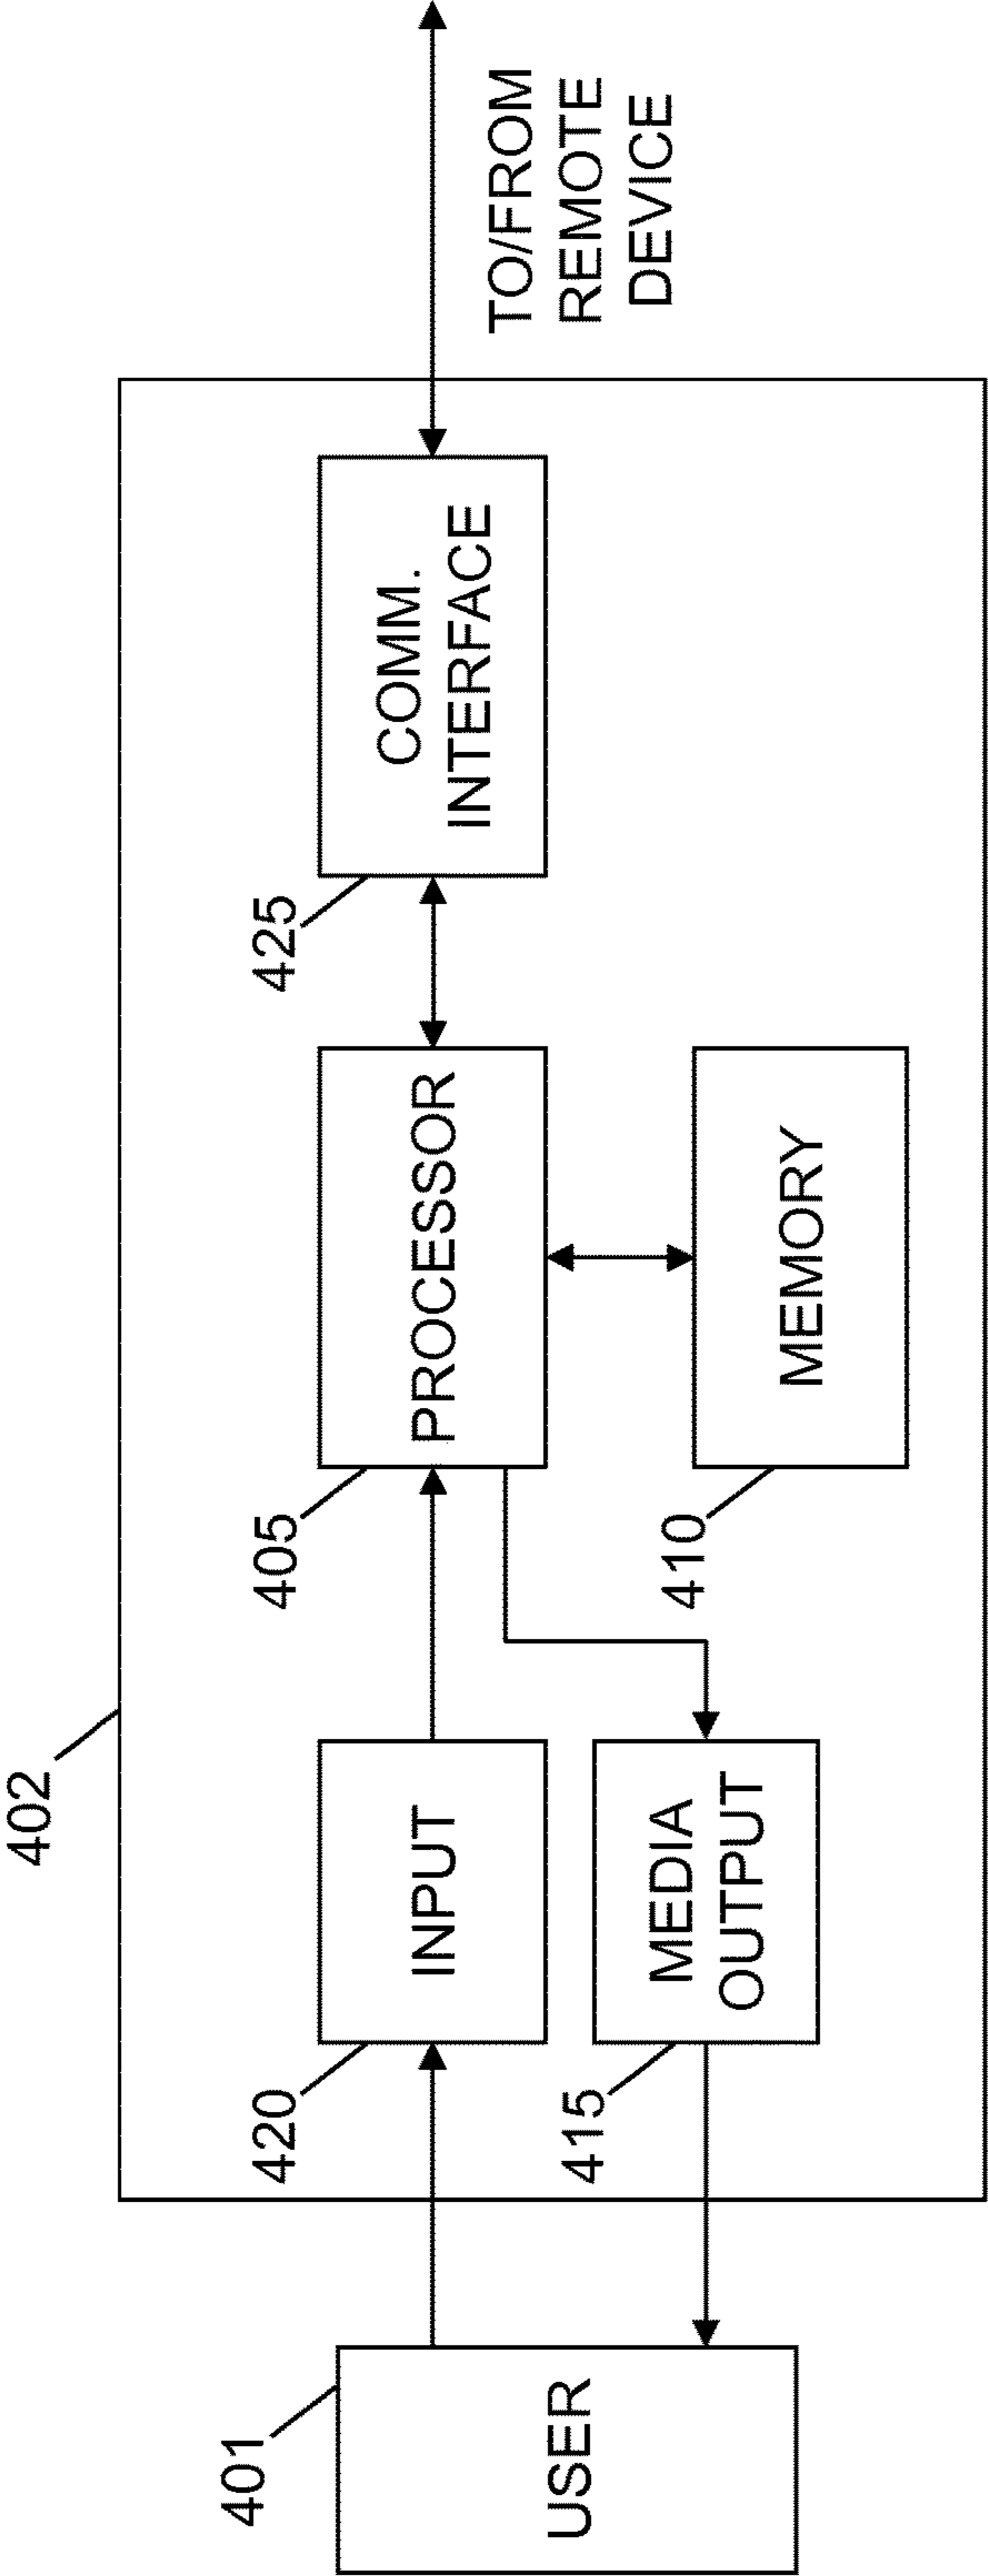 402
401
USER
420
INPUT
415
MEDIA
OUTPUT
405
PROCESSOR
410
MEMORY
425
COMM.
INTERFACE
TO/FROM
REMOTE
DEVICE